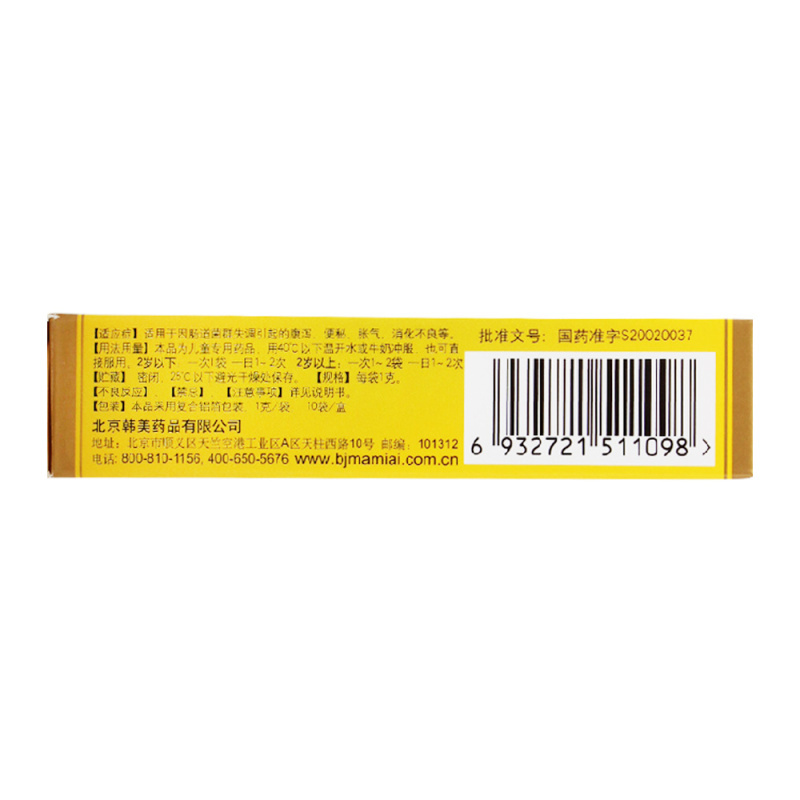 【适应症】适用于因肠道菌群失调引起的腹泻、便秘、胀气、消化不良等。
【用法用量】本品为儿童专用药品，用40℃以下温开水或牛奶冲服，也可直
接服用。2岁以下，一次1袋 一日1~2次 2岁以上：一次1~2袋 一日1~2次
【贮藏】密闭，25℃以下避光干燥处保存。【规格】每袋1克。
【不良反应】、【禁忌】、【注意事项】详见说明书。
【包装】本品采用复合铝箔包装，1克/袋 10袋/盒
北京韩美药品有限公司
地址：北京市顺义区天竺空港工业区A区天柱西路10号 邮编：101312
电话：800-810-1156, 400-650-5676 www.bjmamiai.com.cn
批准文号：国药准字S20020037
6 932721 511098 >